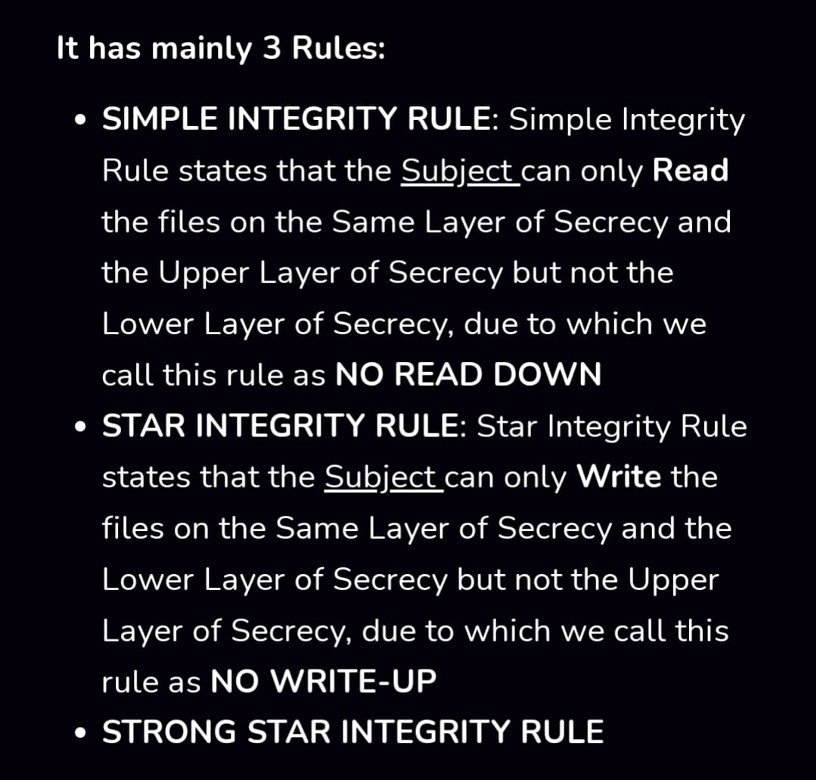 It has mainly 3 Rules:
• SIMPLE INTEGRITY RULE: Simple Integrity
Rule states that the Subject can only Read
the files on the Same Layer of Secrecy and
the Upper Layer of Secrecy but not the
Lower Layer of Secrecy, due to which we
call this rule as NO READ DOWN
• STAR INTEGRITY RULE: Star Integrity Rule
states that the Subject can only Write the
files on the Same Layer of Secrecy and the
Lower Layer of Secrecy but not the Upper
Layer of Secrecy, due to which we call this
rule as NO WRITE-UP
• STRONG STAR INTEGRITY RULE